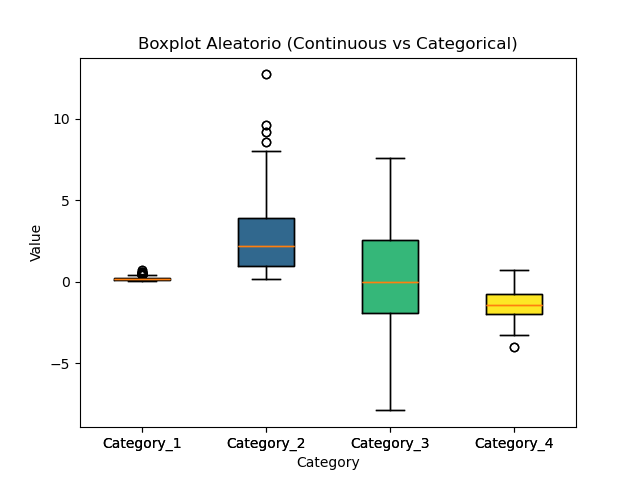 Boxplot Aleatorio (Continuous vs Categorical)
Value
10
5
0
−5
Category_1 Category_2 Category_3 Category_4
Category